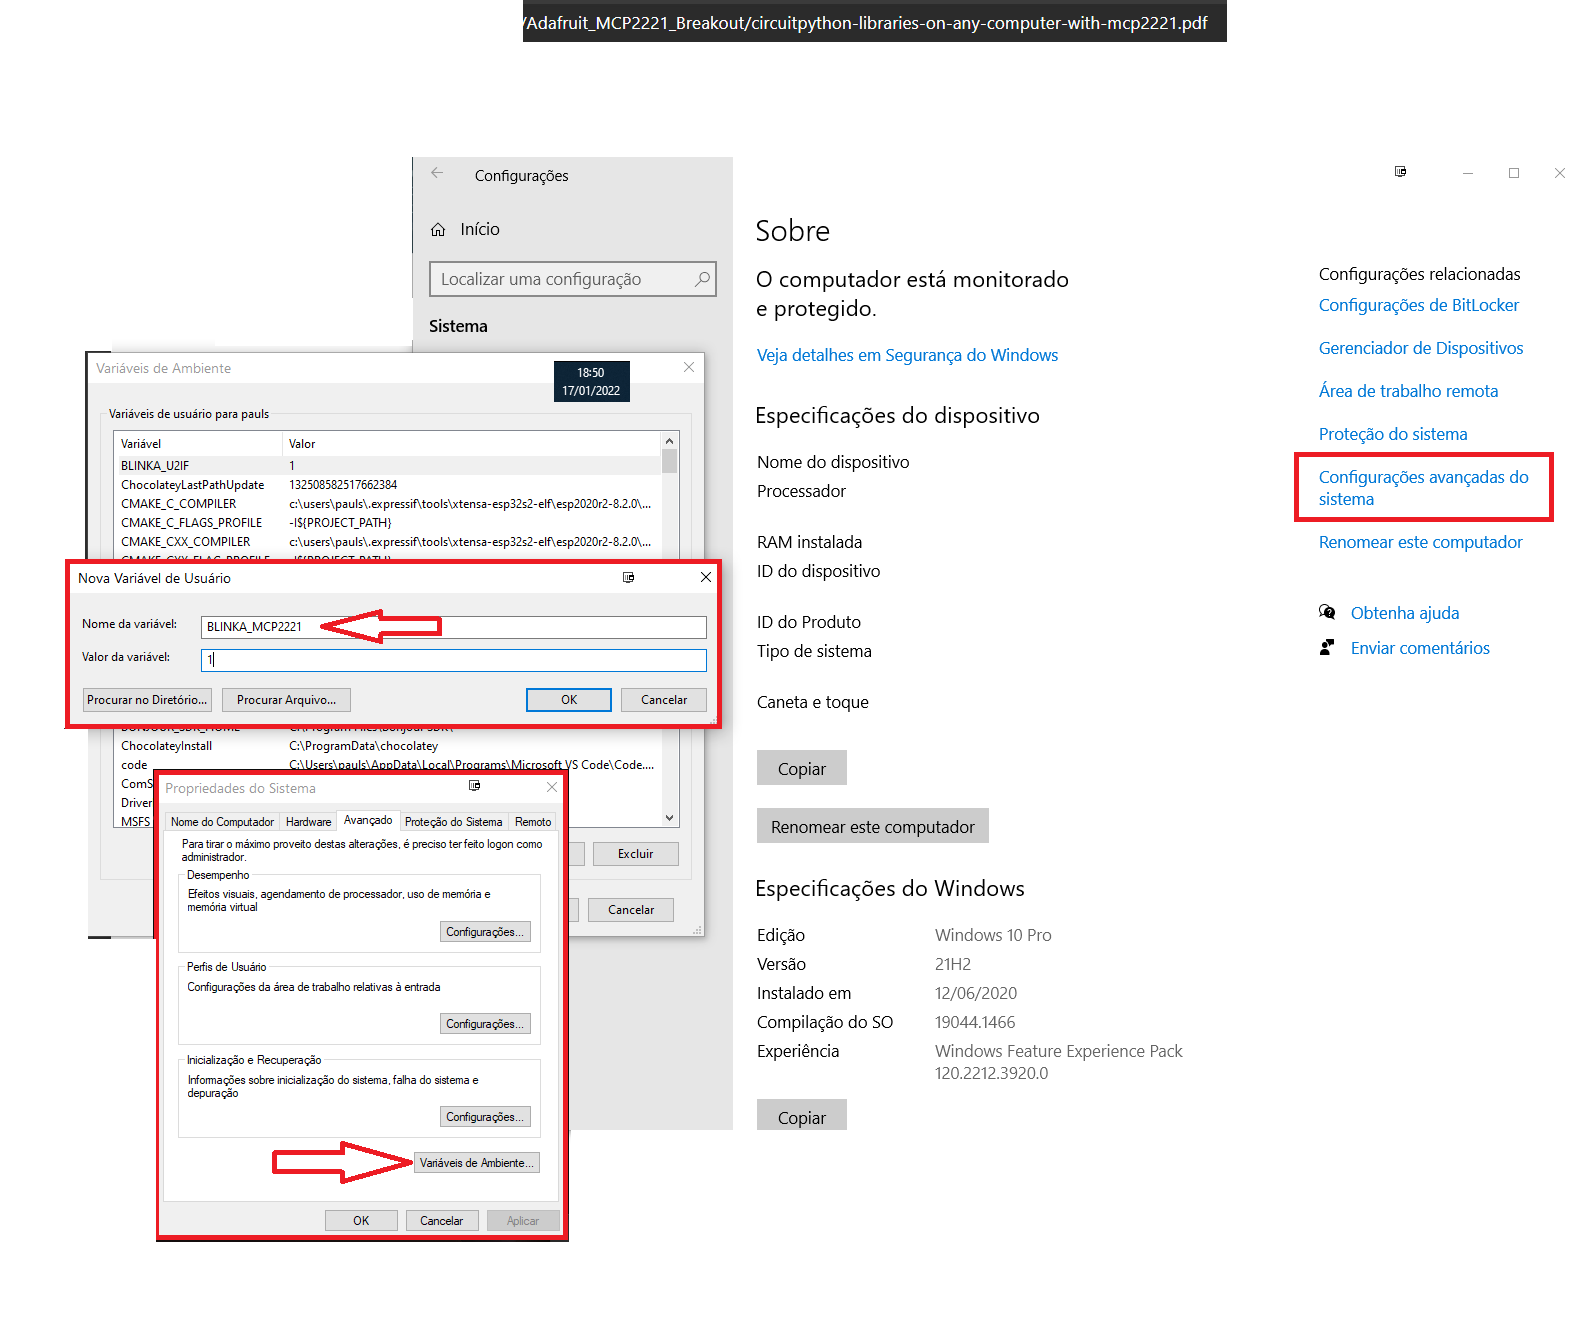 /Adafruit_MCP2221_Breakout/circuitpython-libraries-on-any-computer-with-mcp2221.pdf
Configurações
Início
Localizar uma configuração
Sistema
Sobre
O computador está monitorado
e protegido.
Veja detalhes em Segurança do Windows
Especificações do dispositivo
Nome do dispositivo
Processador
RAM instalada
ID do dispositivo
ID do Produto
Tipo de sistema
Caneta e toque
Copiar
Renomear este computador
Especificações do Windows
Edição Windows 10 Pro
Versão 21H2
Instalado em 12/06/2020
Compilação do SO 19044.1466
Experiência Windows Feature Experience Pack
120.2212.3920.0
Copiar
Configurações relacionadas
Configurações de BitLocker
Gerenciador de Dispositivos
Área de trabalho remota
Proteção do sistema
Configurações avançadas do
sistema
Renomear este computador
Obtenha ajuda
Enviar comentários
Variáveis de Ambiente
18:50
17/01/2022
Variáveis de usuário para pauls
Variável Valor
BLINKA_U2IF 1
ChocolateyLastPathUpdate 132508582517662384
CMAKE_C_COMPILER c:\users\pauls\.expressif\tools\xtensa-esp32s2-elf\esp2020r2-8.2.0\...
CMAKE_C_FLAGS_PROFILE -I${PROJECT_PATH}
CMAKE_CXX_COMPILER c:\users\pauls\.expressif\tools\xtensa-esp32s2-elf\esp2020r2-8.2.0\...
CMAKE_CXX_FLAG_PROFILE -I${PROJECT_PATH}
Nova Variável de Usuário
Nome da variável: BLINKA_MCP2221
Valor da variável: 1
Procurar no Diretório... Procurar Arquivo... OK Cancelar
BONJOUR_SDK_HOME C:\Program Files\Bonjour SDK\
ChocolateyInstall C:\ProgramData\chocolatey
code C:\Users\pauls\AppData\Local\Programs\Microsoft VS Code\Code....
ComS
Driver
MSFS
Excluir
Cancelar
Propriedades do Sistema
Nome do Computador Hardware Avançado Proteção do Sistema Remoto
Para tirar o máximo proveito destas alterações, é preciso ter feito logon como
administrador.
Desempenho
Efeitos visuais, agendamento de processador, uso de memória e
memória virtual
Configurações...
Perfis de Usuário
Configurações da área de trabalho relativas à entrada
Configurações...
Inicialização e Recuperação
Informações sobre inicialização do sistema, falha do sistema e
depuração
Configurações...
Variáveis de Ambiente...
OK Cancelar Aplicar